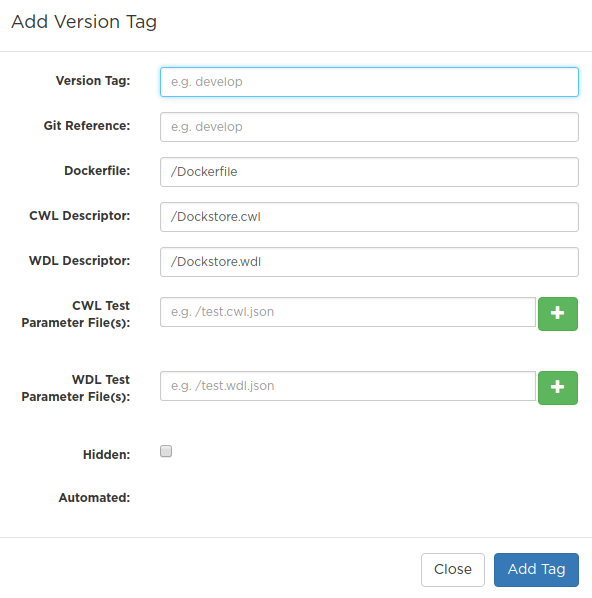 Add Version Tag
Version Tag: e.g. develop
Git Reference: e.g. develop
Dockerfile: /Dockerfile
CWL Descriptor: /Dockstore.cwl
WDL Descriptor: /Dockstore.wdl
CWL Test
Parameter File(s): e.g. /test.cwl.json
WDL Test
Parameter File(s): e.g. /test.wdl.json
Hidden:
Automated:
Close Add Tag